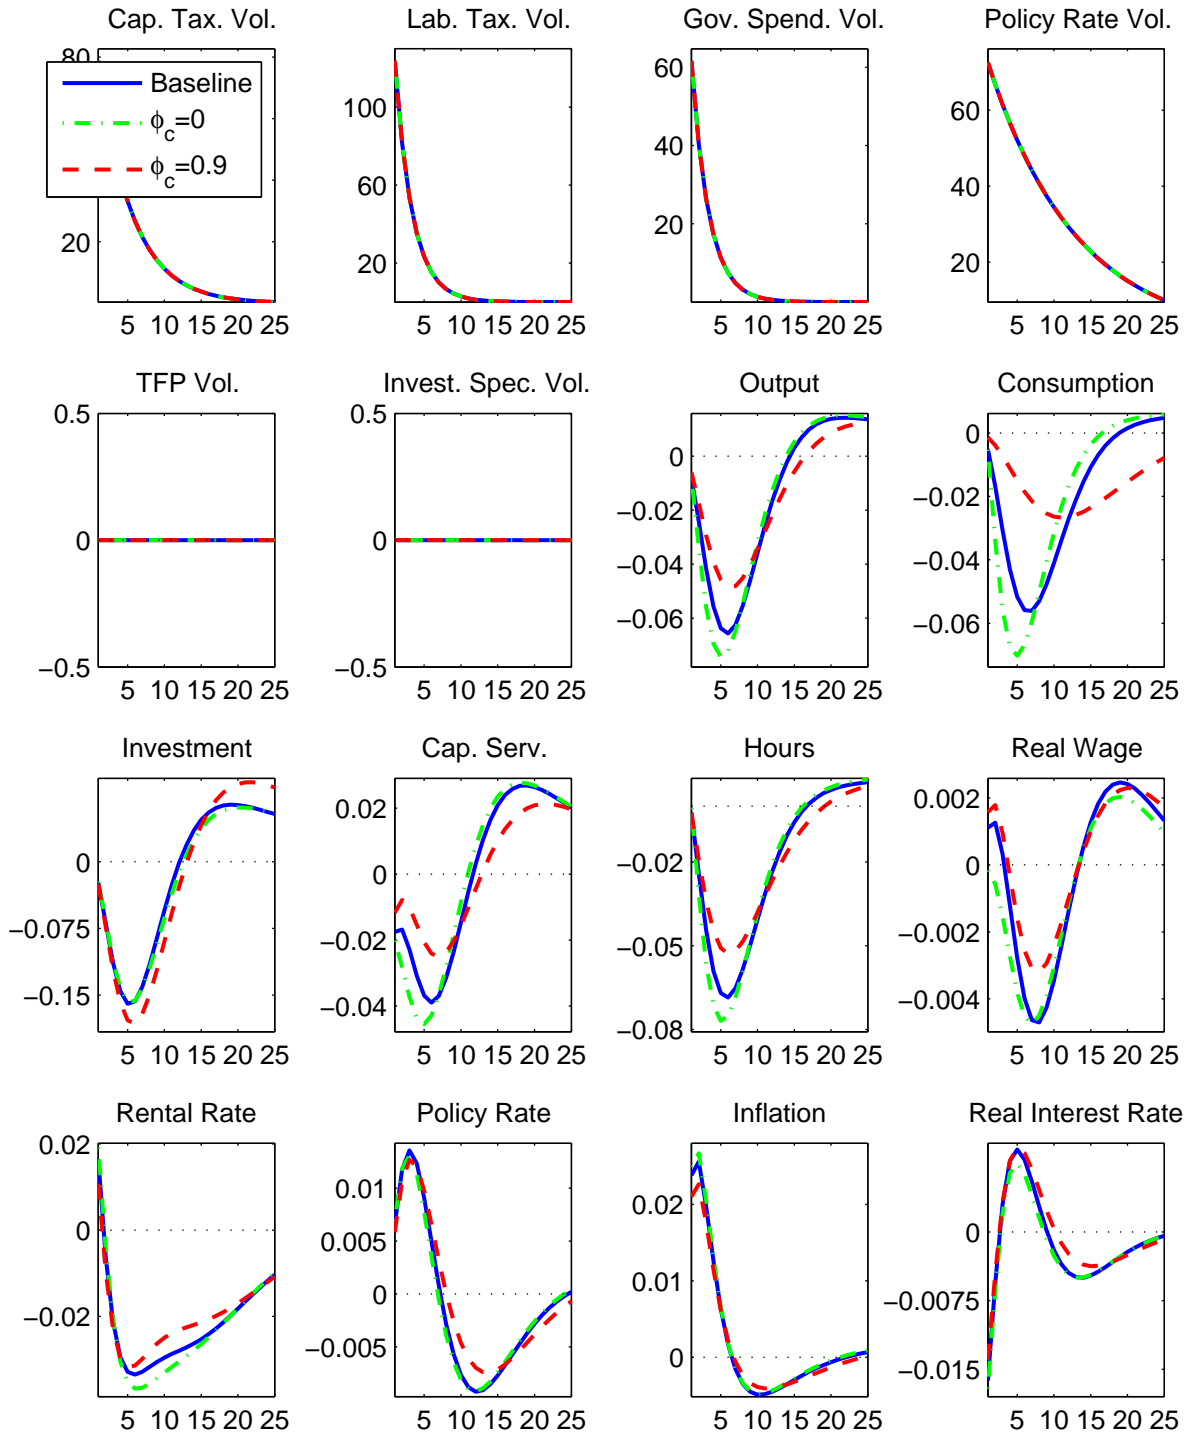 Cap. Tax. Vol. Lab. Tax. Vol. Gov. Spend. Vol. Policy Rate Vol.
80
20
5 10 15 20 25
Baseline
ϕc=0
ϕc=0.9
100
60
20
5 10 15 20 25
60
40
20
5 10 15 20 25
60
40
20
5 10 15 20 25
TFP Vol. Invest. Spec. Vol. Output Consumption
0.5
0
−0.5
5 10 15 20 25
0.5
0
−0.5
5 10 15 20 25
0
−0.02
−0.04
−0.06
5 10 15 20 25
0
−0.02
−0.04
−0.06
5 10 15 20 25
Investment Cap. Serv. Hours Real Wage
0
−0.075
−0.15
5 10 15 20 25
0.02
0
−0.02
−0.04
5 10 15 20 25
−0.02
−0.05
−0.08
5 10 15 20 25
0.002
0
−0.002
−0.004
5 10 15 20 25
Rental Rate Policy Rate Inflation Real Interest Rate
0.02
0
−0.02
5 10 15 20 25
0.01
0.005
0
−0.005
5 10 15 20 25
0.02
0.01
0
5 10 15 20 25
0
−0.0075
−0.015
5 10 15 20 25